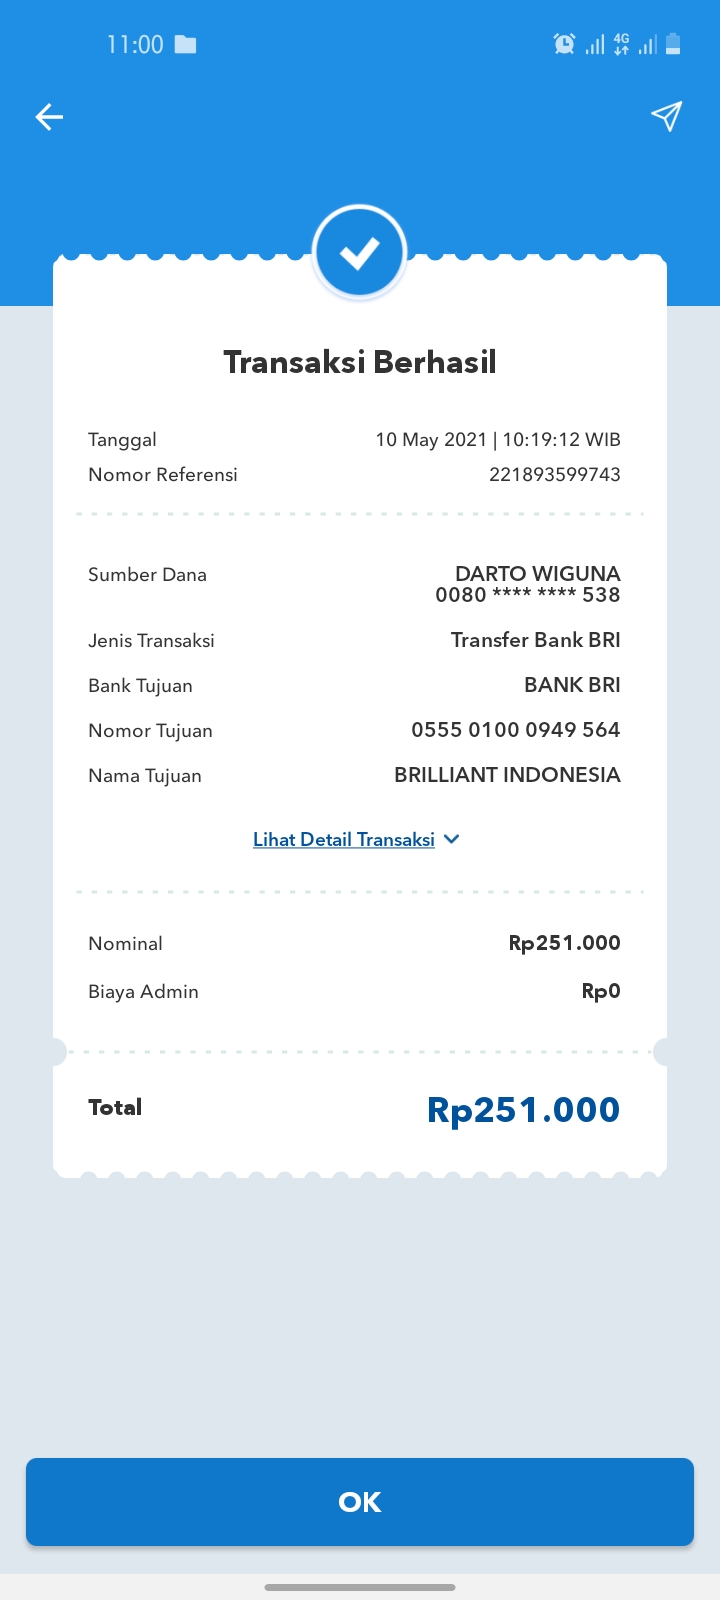 11:00
4G
Transaksi Berhasil
Tanggal 10 May 2021 | 10:19:12 WIB
Nomor Referensi 221893599743
Sumber Dana DARTO WIGUNA
0080 **** **** 538
Jenis Transaksi Transfer Bank BRI
Bank Tujuan BANK BRI
Nomor Tujuan 0555 0100 0949 564
Nama Tujuan BRILLIANT INDONESIA
Lihat Detail Transaksi
Nominal Rp251.000
Biaya Admin Rp0
Total Rp251.000
OK